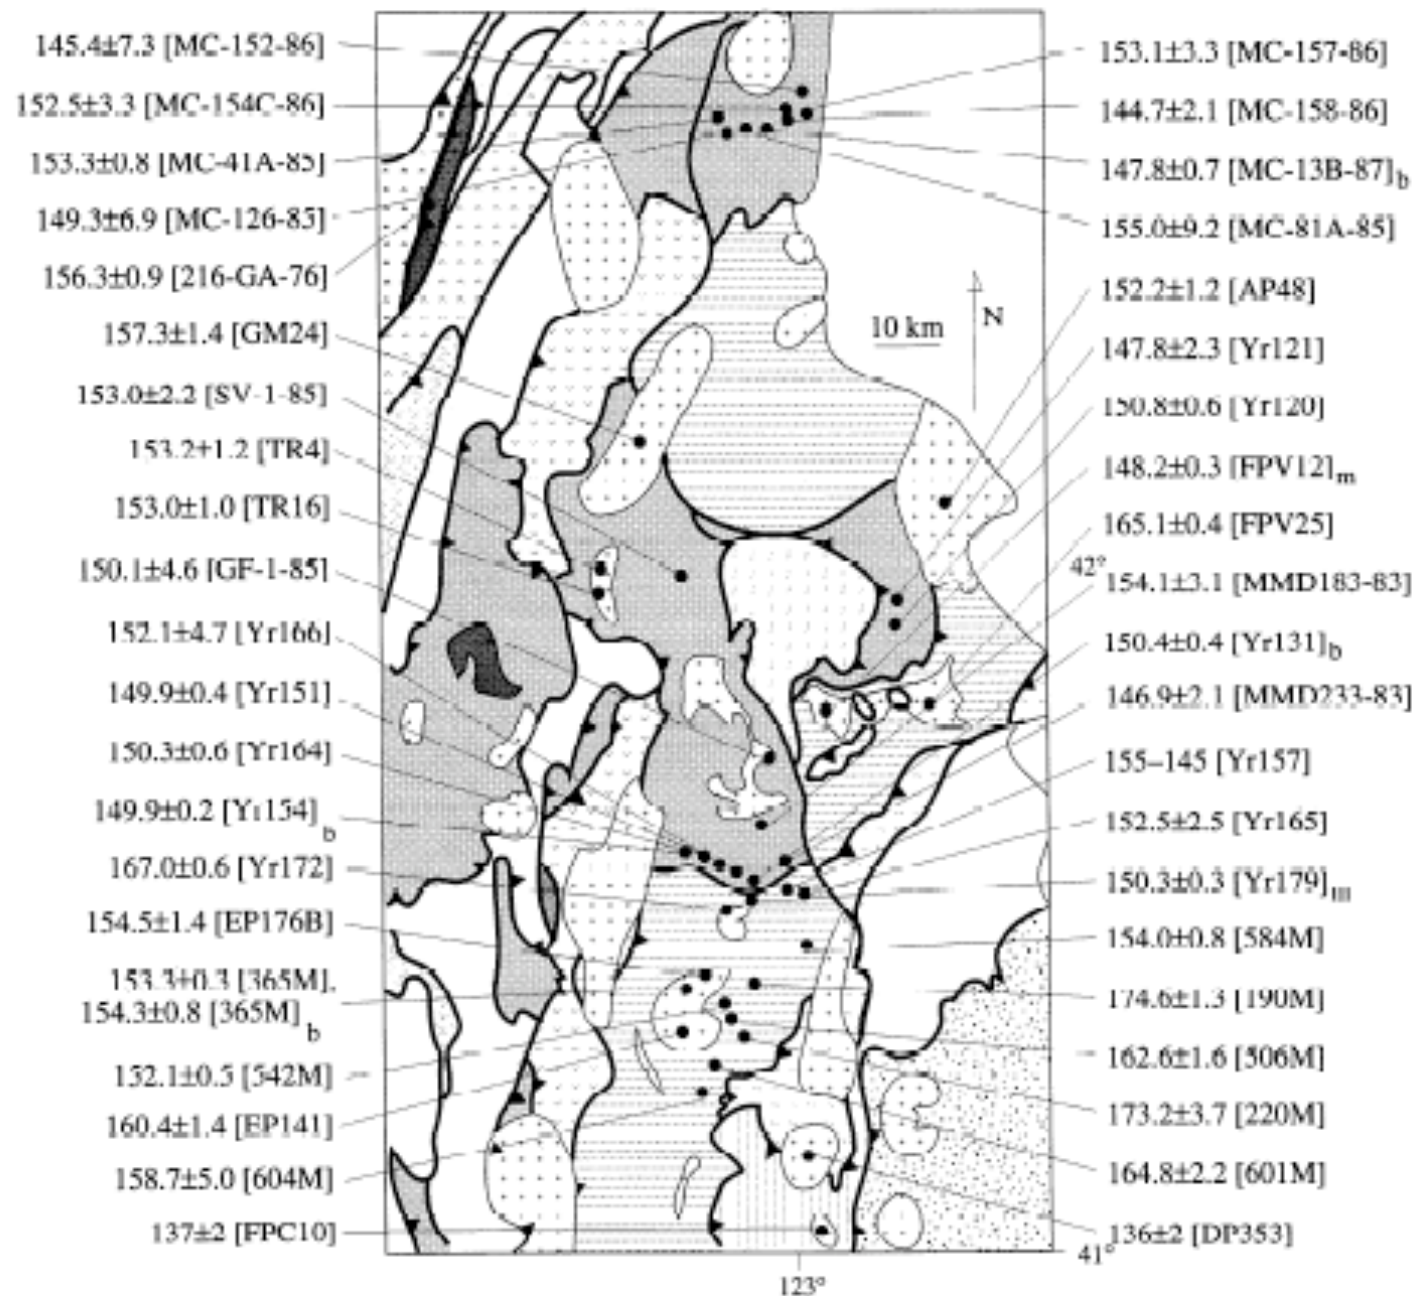 145.4±7.3 [MC-152-86]
152.5±3.3 [MC-154C-86]
153.3±0.8 [MC-41A-85]
149.3±6.9 [MC-126-85]
156.3±0.9 [216-GA-76]
157.3±1.4 [GM24]
153.0±2.2 [SV-1-85]
153.2±1.2 [TR4]
153.0±1.0 [TR16]
150.1±4.6 [GF-1-85]
152.1±4.7 [Yr166]
149.9±0.4 [Yr151]
150.3±0.6 [Yr164]
149.9±0.2 [Yr154]b
167.0±0.6 [Yr172]
154.5±1.4 [EP176B]
153.3±0.3 [365M]
154.3±0.8 [365M]b
152.1±0.5 [542M]
160.4±1.4 [EP141]
158.7±5.0 [604M]
137±2 [FPC10]
10 km
N
153.1±3.3 [MC-157-86]
144.7±2.1 [MC-158-86]
147.8±0.7 [MC-13B-87]b
155.0±9.2 [MC-81A-85]
152.2±1.2 [AP48]
147.8±2.3 [Yr121]
150.8±0.6 [Yr120]
148.2±0.3 [FPV12]m
165.1±0.4 [FPV25]
42°
154.1±3.1 [MMD183-83]
150.4±0.4 [Yr131]b
146.9±2.1 [MMD233-83]
155–145 [Yr157]
152.5±2.5 [Yr165]
150.3±0.3 [Yr179]m
154.0±0.8 [584M]
174.6±1.3 [190M]
162.6±1.6 [506M]
173.2±3.7 [220M]
164.8±2.2 [601M]
136±2 [DP353]
41°
123°